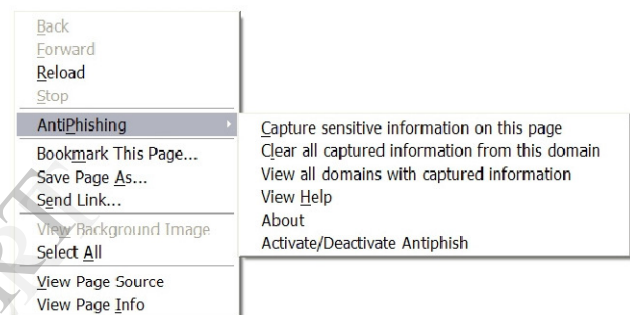 Back
Forward
Reload
Stop
AntiPhishing
Bookmark This Page...
Save Page As...
Send Link...
View Background Image
Select All
View Page Source
View Page Info
Capture sensitive information on this page
Clear all captured information from this domain
View all domains with captured information
View Help
About
Activate/Deactivate Antiphish